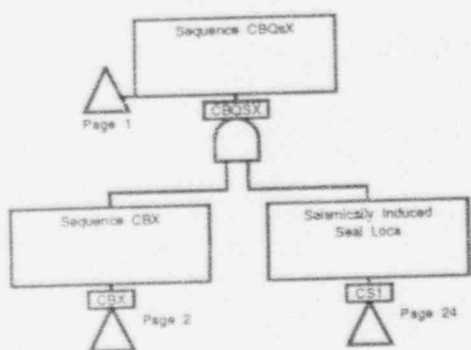 Sequence CBQsX
CBQSX
Page 1
Sequence CBX
Seismically Induced
Seal Loca
CBX
CS1
Page 2
Page 24